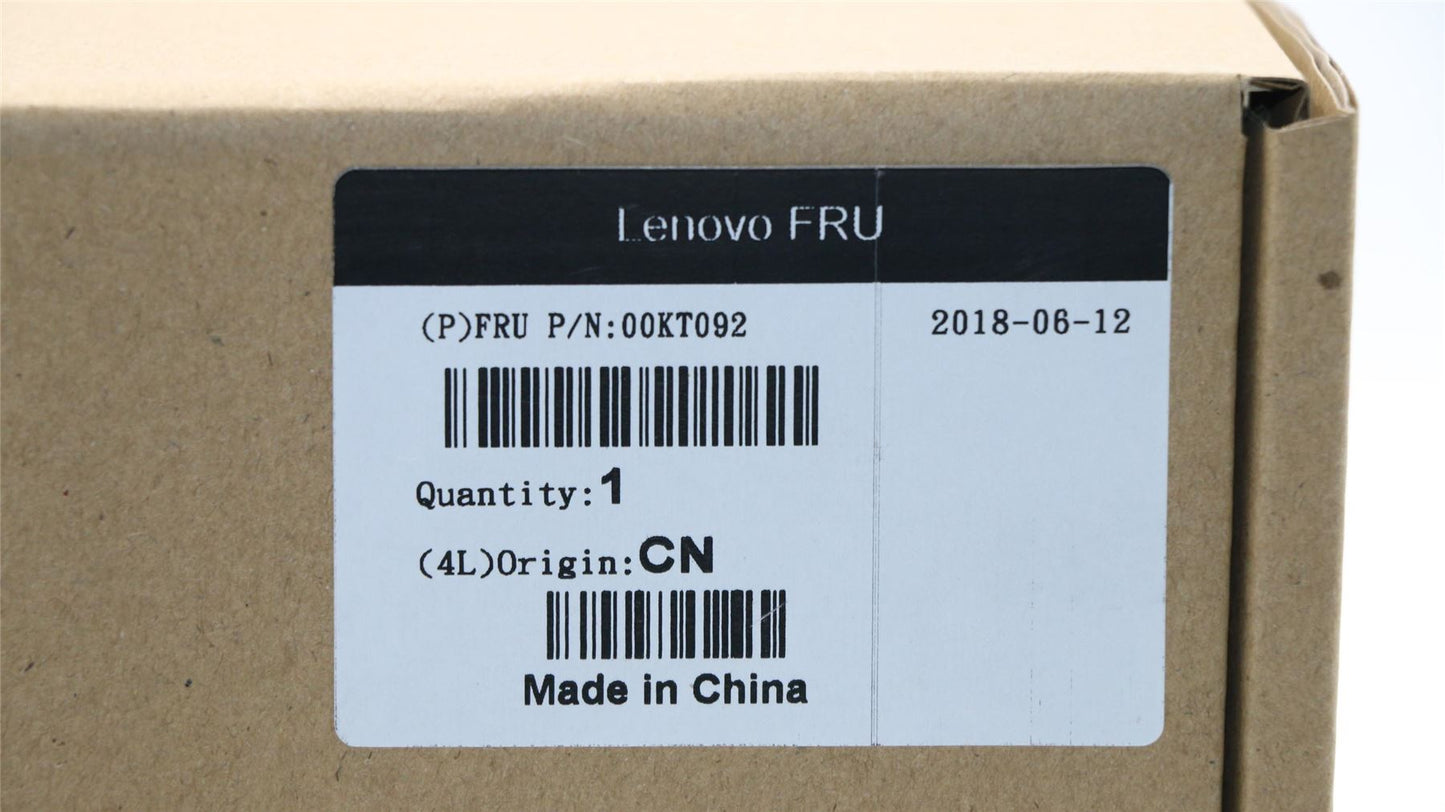 Lenovo FRU
(P)FRU P/N:00KT092 2018-06-12
Quantity:1
(4L)Origin:CN
Made in China